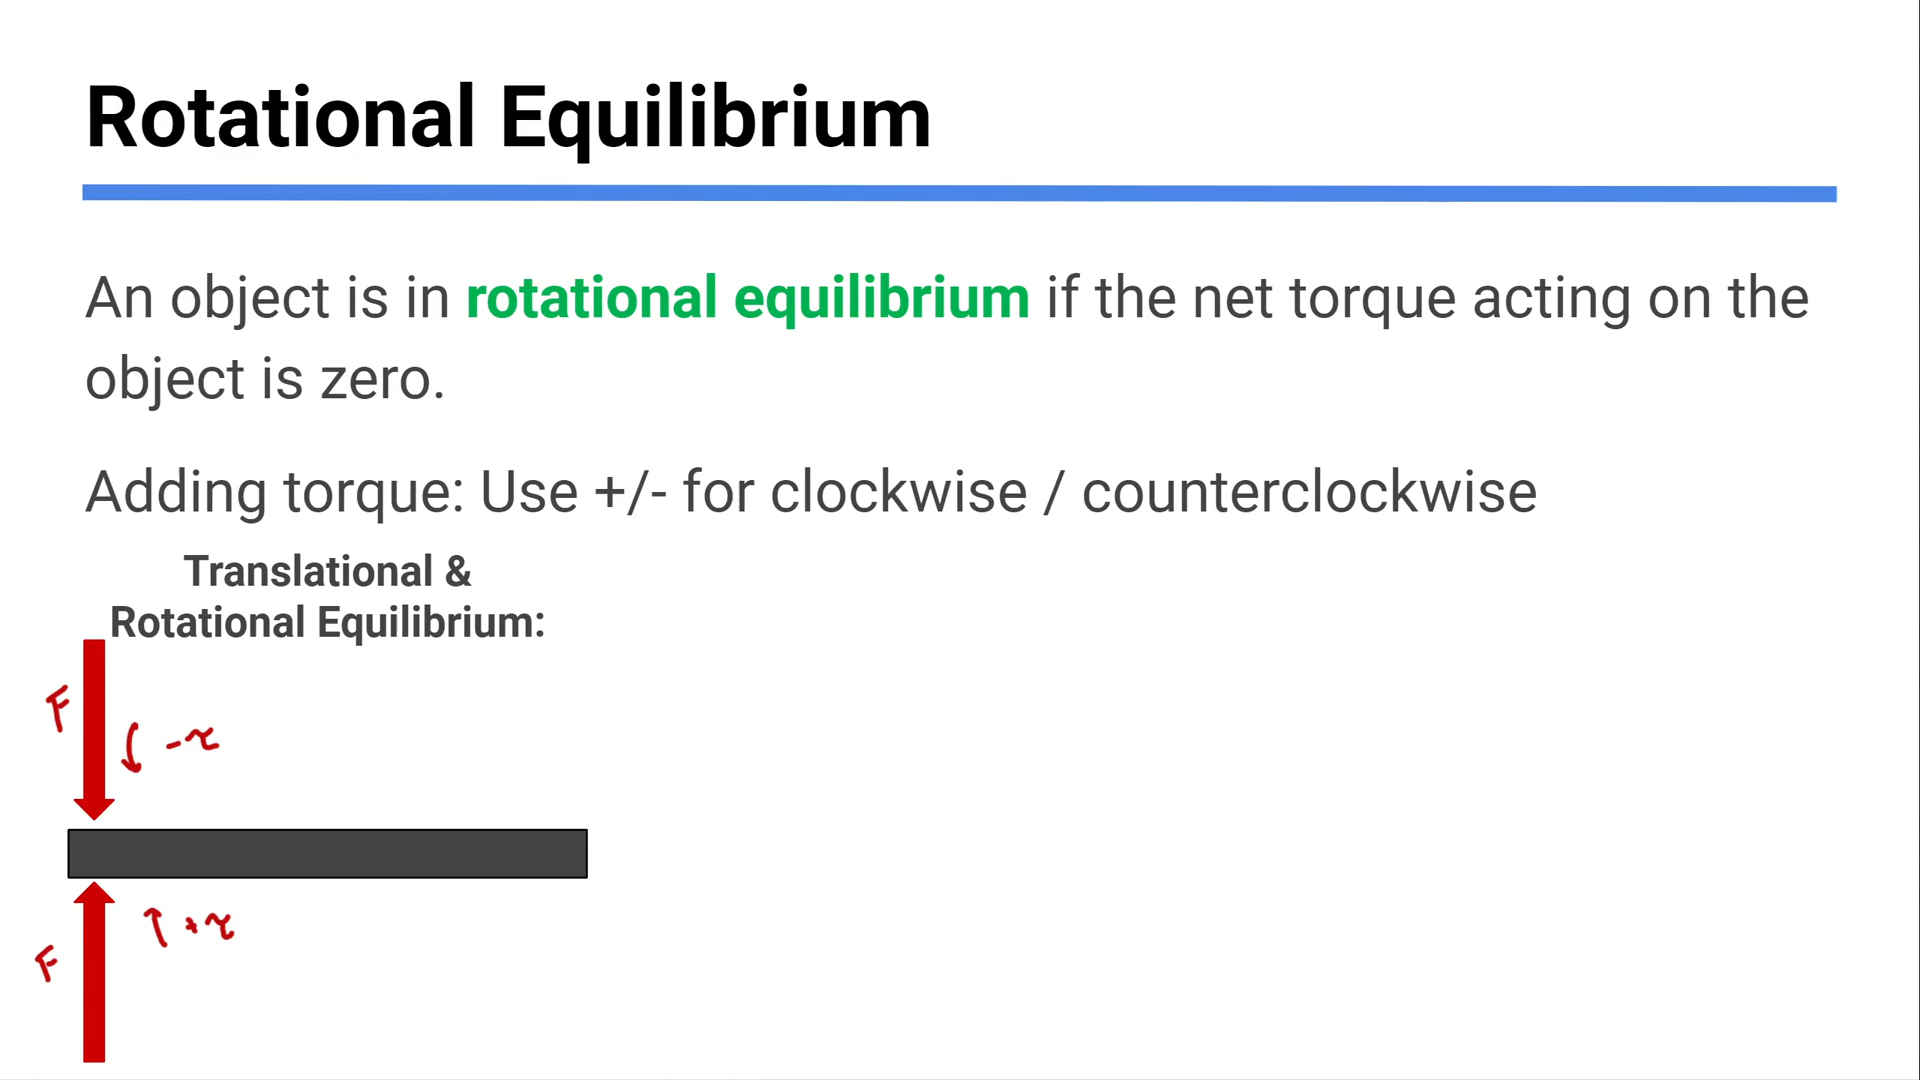 Rotational Equilibrium
An object is in rotational equilibrium if the net torque acting on the
object is zero.
Adding torque: Use +/- for clockwise / counterclockwise
Translational &
Rotational Equilibrium:
F
-τ
+τ
F